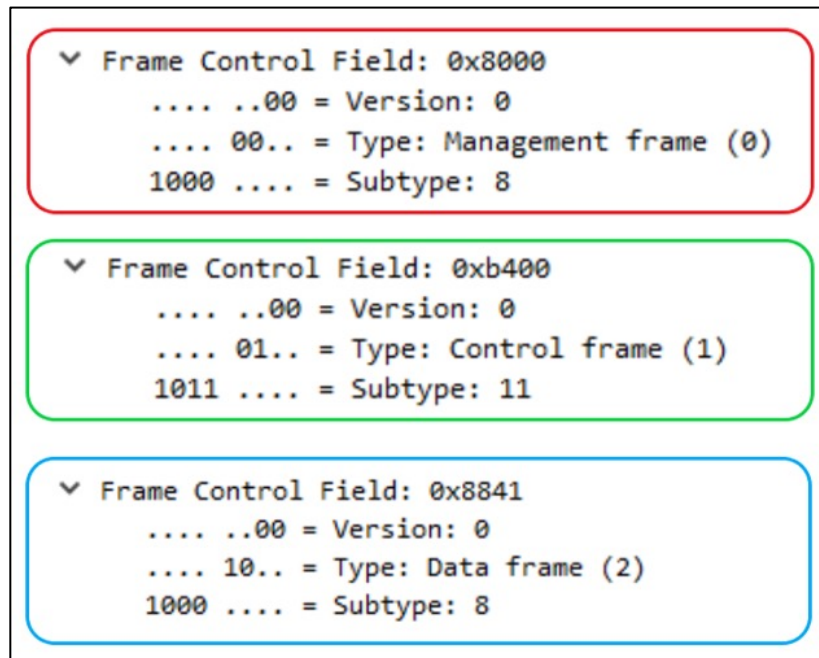 Frame Control Field: 0x8000
.... ..00 = Version: 0
.... 00.. = Type: Management frame (0)
1000 .... = Subtype: 8
Frame Control Field: 0xb400
.... ..00 = Version: 0
.... 01.. = Type: Control frame (1)
1011 .... = Subtype: 11
Frame Control Field: 0x8841
.... ..00 = Version: 0
.... 10.. = Type: Data frame (2)
1000 .... = Subtype: 8